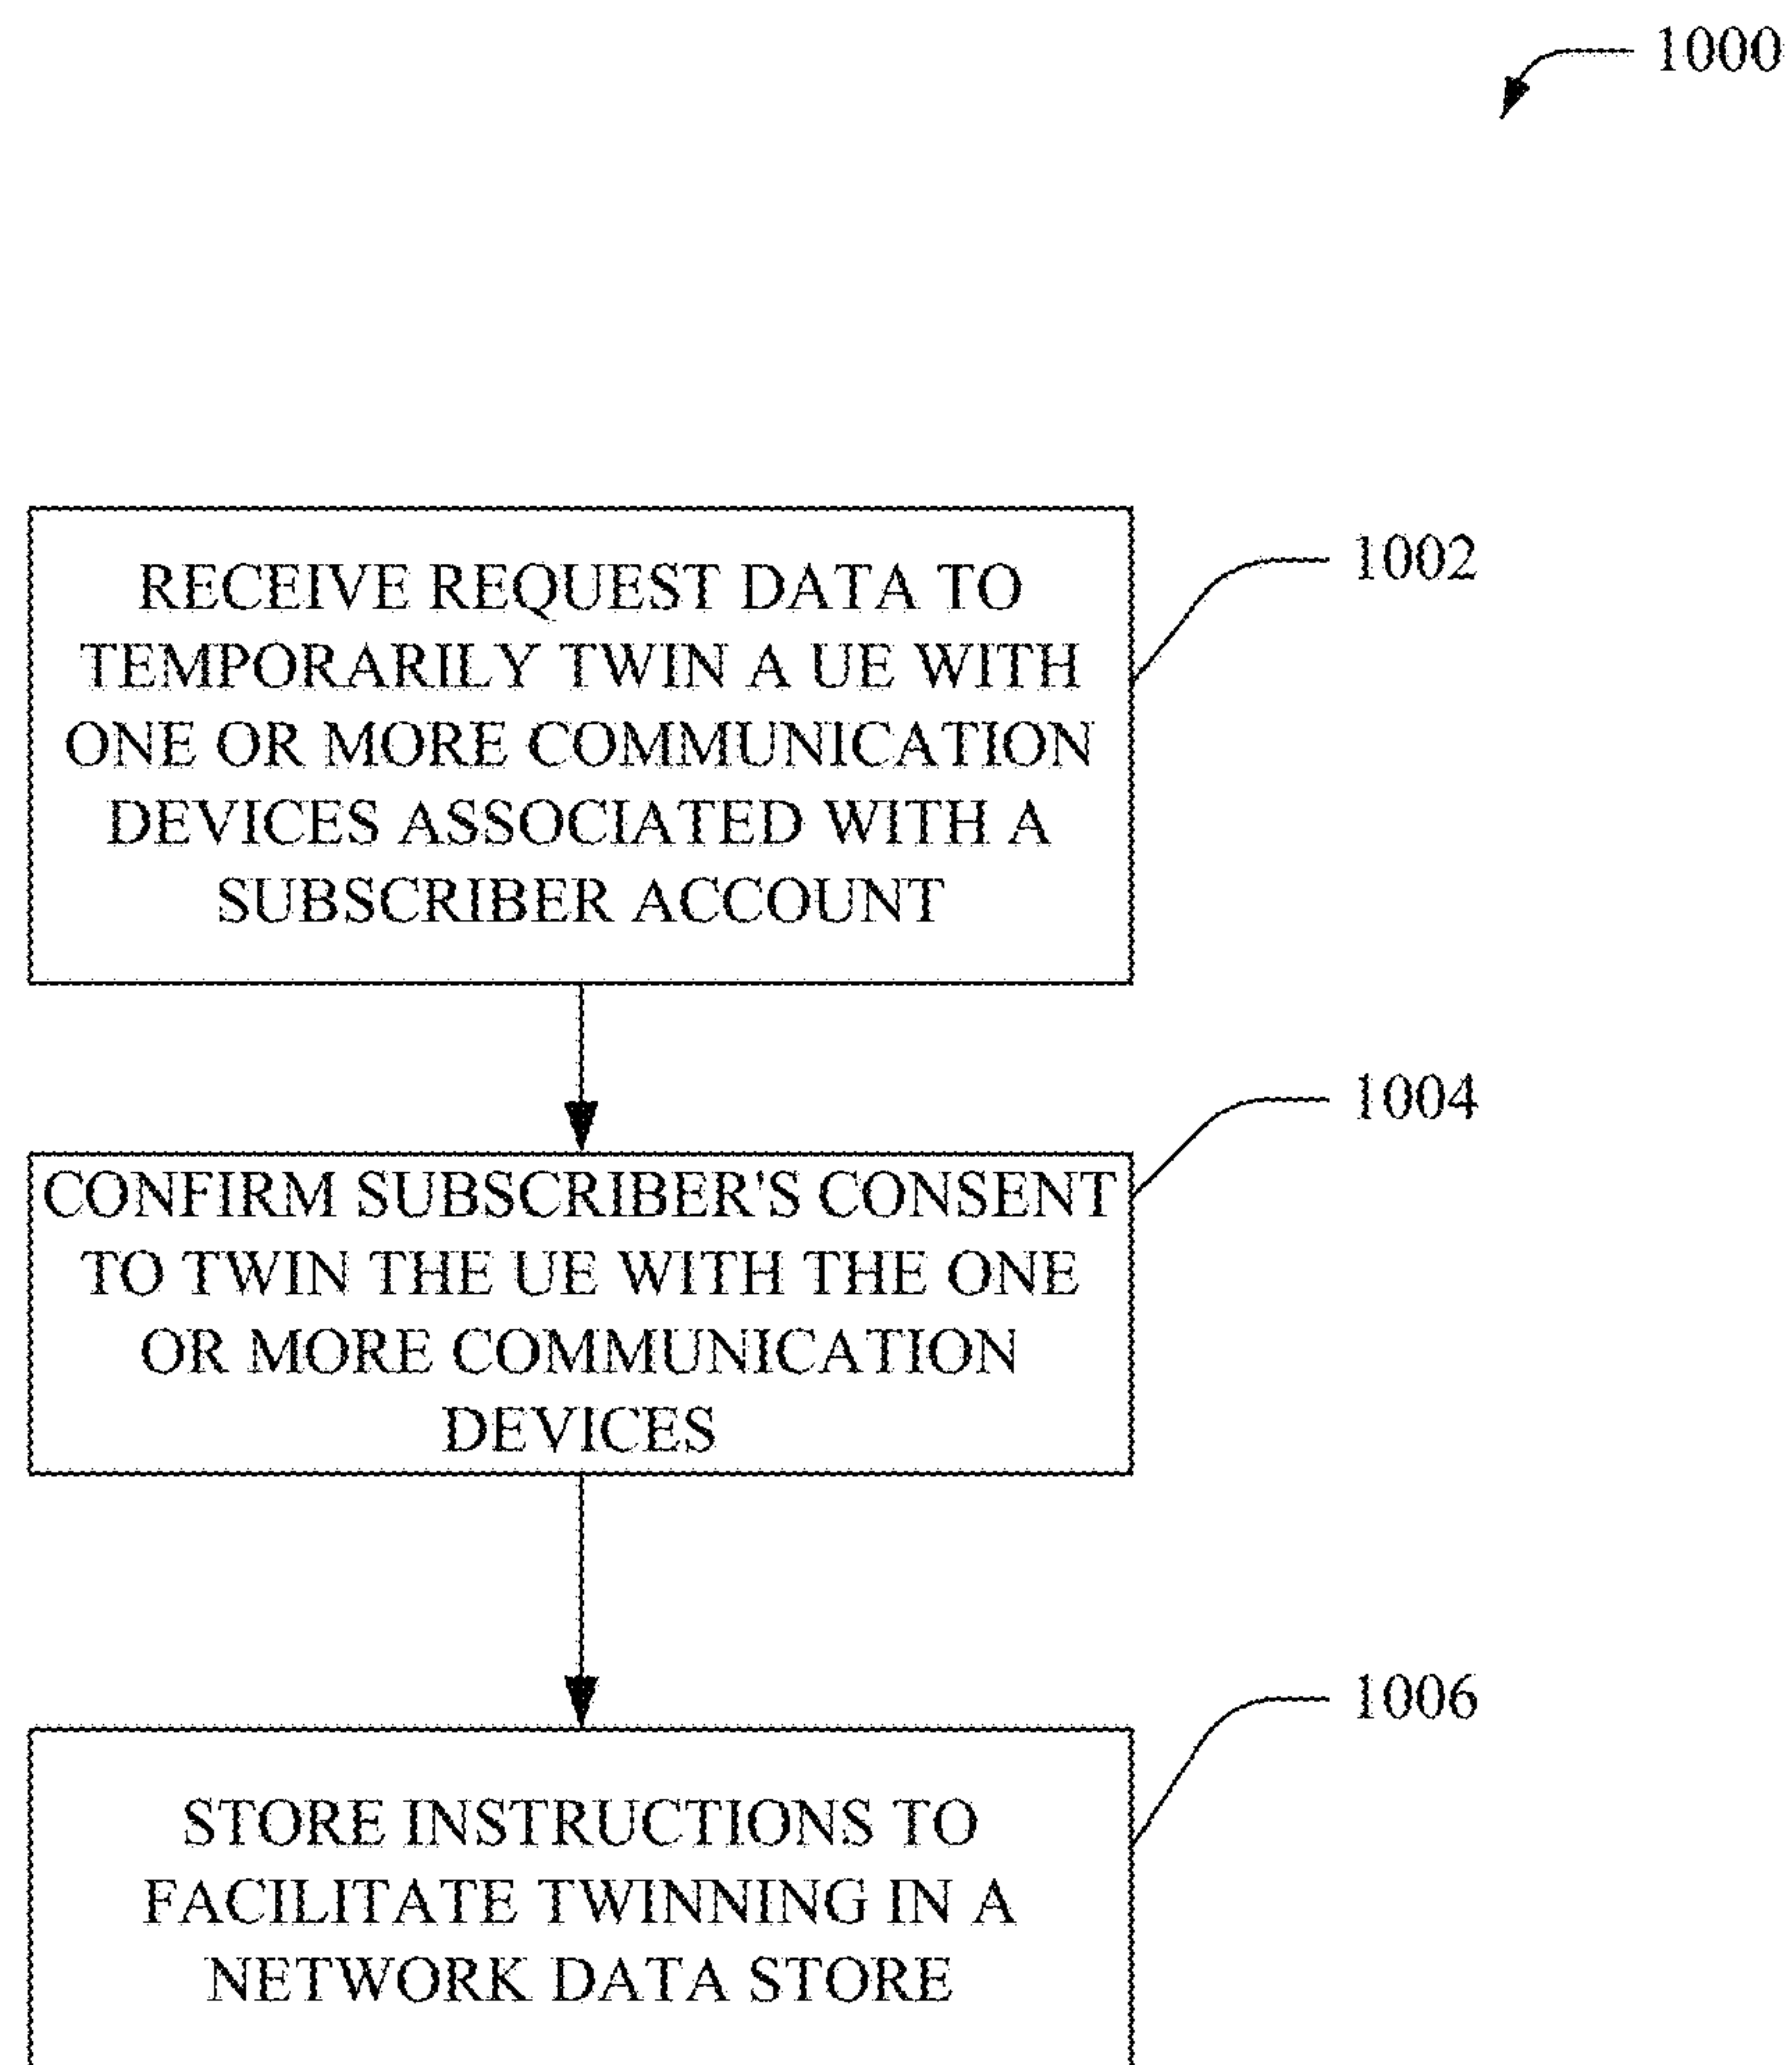 1000
RECEIVE REQUEST DATA TO
TEMPORARILY TWIN A UE WITH
ONE OR MORE COMMUNICATION
DEVICES ASSOCIATED WITH A
SUBSCRIBER ACCOUNT
1002
CONFIRM SUBSCRIBER'S CONSENT
TO TWIN THE UE WITH THE ONE
OR MORE COMMUNICATION
DEVICES
1004
STORE INSTRUCTIONS TO
FACILITATE TWINNING IN A
NETWORK DATA STORE
1006